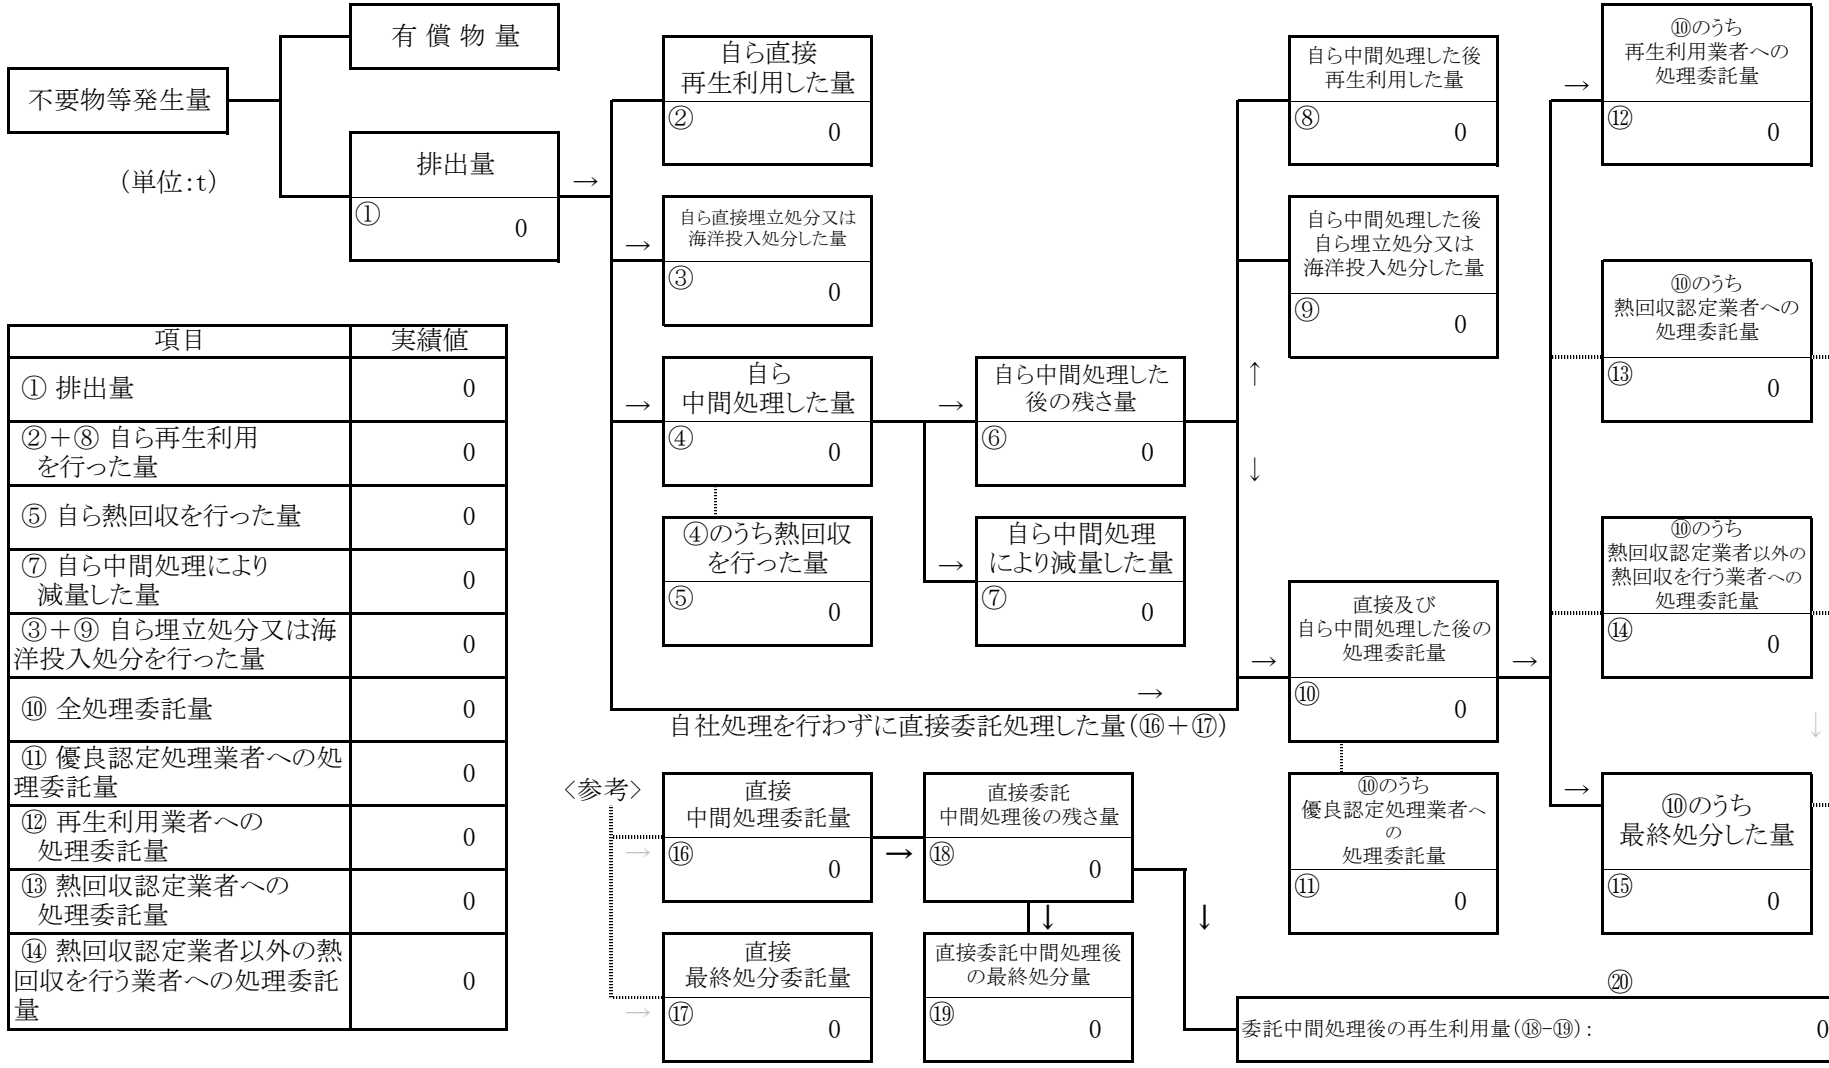 有 償 物 量
不要物等発生量
(単位:t)
排出量
①
0
→
自ら直接
再生利用した量
②
0
→
自ら直接埋立処分又は
海洋投入処分した量
③
0
→
自ら
中間処理した量
④
0
④のうち熱回収
を行った量
⑤
0
→
自ら中間処理した
後の残さ量
⑥
0
→
自ら中間処理
により減量した量
⑦
0
自ら中間処理した後
再生利用した量
⑧
0
自ら中間処理した後
自ら埋立処分又は
海洋投入処分した量
⑨
0
↑
↓
→
自社処理を行わずに直接委託処理した量(⑯+⑰)
→
直接及び
自ら中間処理した後の
処理委託量
⑩
0
⑩のうち
優良認定処理業者へ
の
処理委託量
⑪
0
→
→
⑩のうち
再生利用業者への
処理委託量
⑫
0
⑩のうち
熱回収認定業者への
処理委託量
⑬
0
⑩のうち
熱回収認定業者以外の
熱回収を行う業者への
処理委託量
⑭
0
↓
→
⑩のうち
最終処分した量
⑮
0
項目 実績値
① 排出量 0
②+⑧ 自ら再生利用
を行った量 0
⑤ 自ら熱回収を行った量 0
⑦ 自ら中間処理により
減量した量 0
③+⑨ 自ら埋立処分又は海
洋投入処分を行った量 0
⑩ 全処理委託量 0
⑪ 優良認定処理業者への処
理委託量 0
⑫ 再生利用業者への
処理委託量 0
⑬ 熱回収認定業者への
処理委託量 0
⑭ 熱回収認定業者以外の熱
回収を行う業者への処理委託
量 0
<参考>
→
直接
中間処理委託量
⑯
0
→
直接委託
中間処理後の残さ量
⑱
0
↓
↓
→
直接
最終処分委託量
⑰
0
直接委託中間処理後
の最終処分量
⑲
0
⑳
委託中間処理後の再生利用量(⑱-⑲): 0